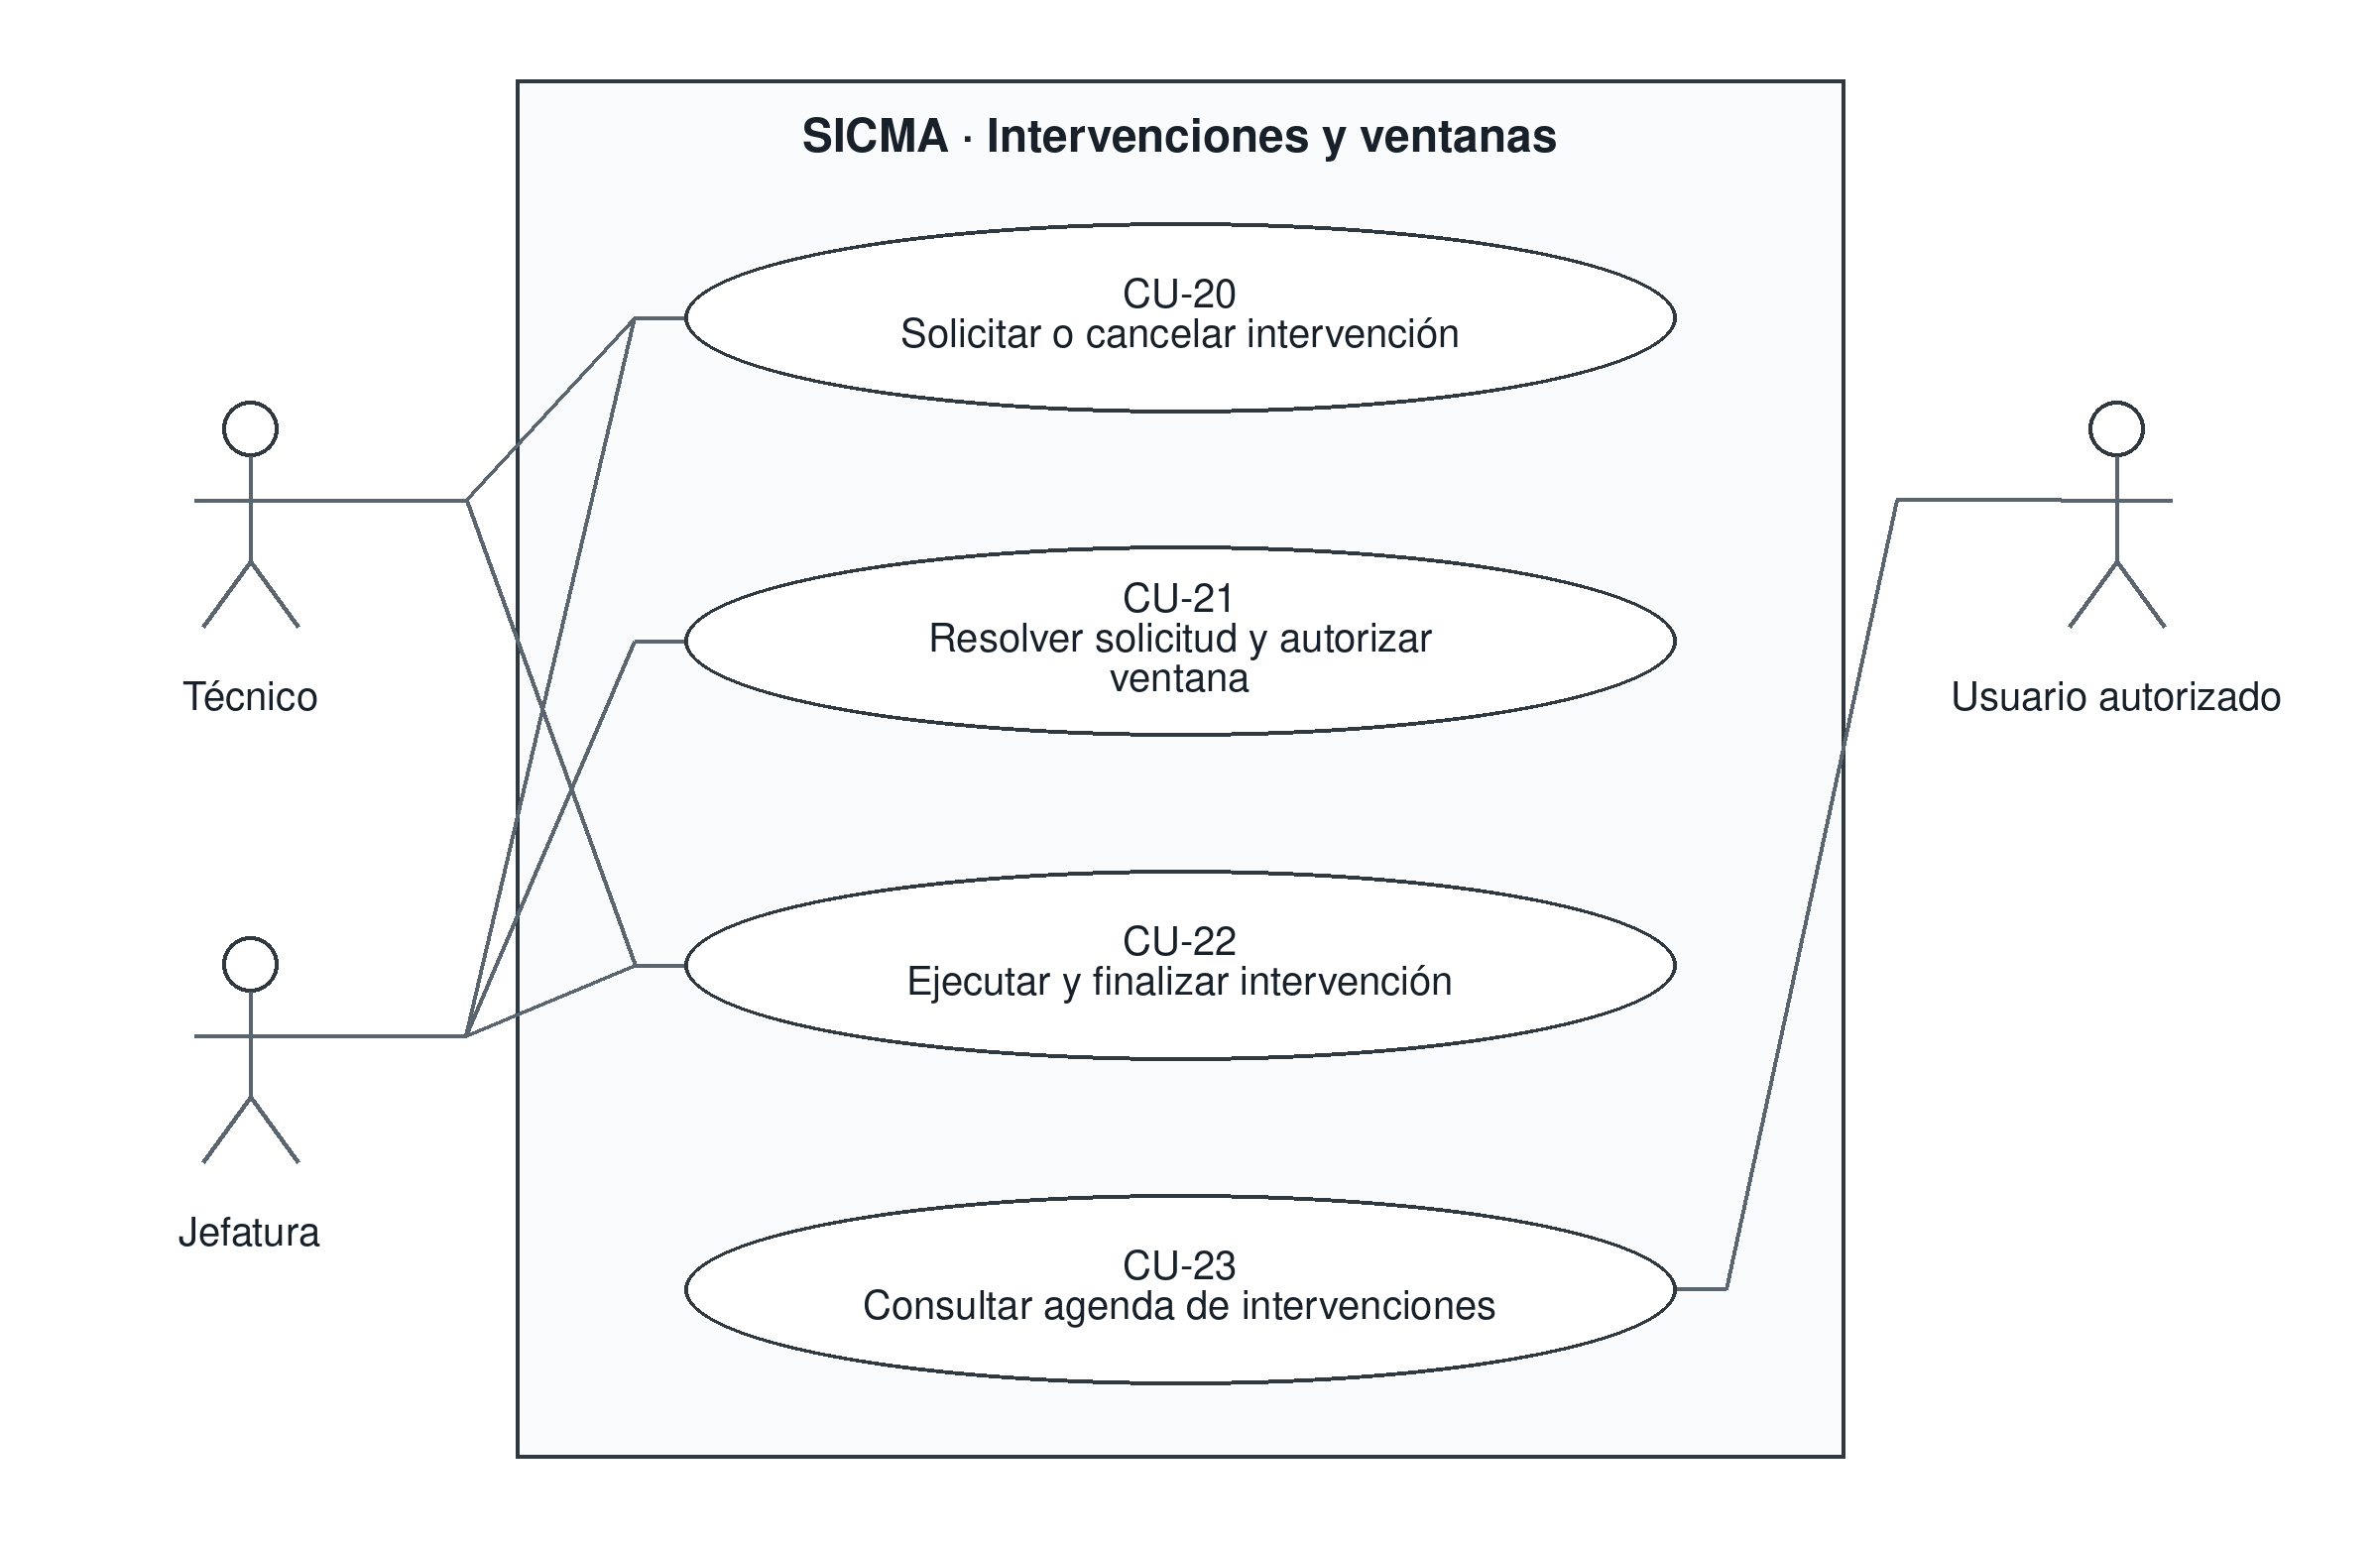 SICMA · Intervenciones y ventanas
CU-20
Solicitar o cancelar intervención
CU-21
Resolver solicitud y autorizar
ventana
Técnico
Usuario autorizado
CU-22
Ejecutar y finalizar intervención
Jefatura
CU-23
Consultar agenda de intervenciones